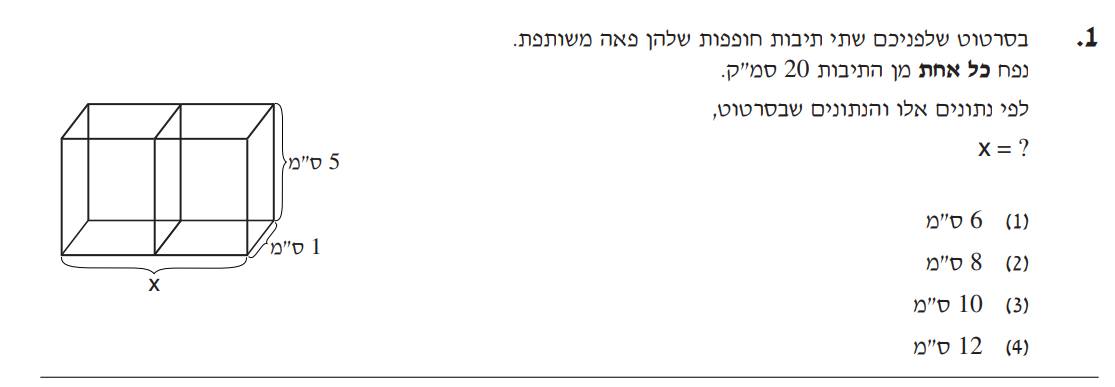 1. בסרטוט שלפניכם שתי תיבות חופפות שלהן פאה משותפת.
נפח כל אחת מן התיבות 20 סמ"ק.
לפי נתונים אלו והנתונים שבסרטוט,
x = ?
(1) 6 ס"מ
(2) 8 ס"מ
(3) 10 ס"מ
(4) 12 ס"מ
5 ס"מ
1 ס"מ
x